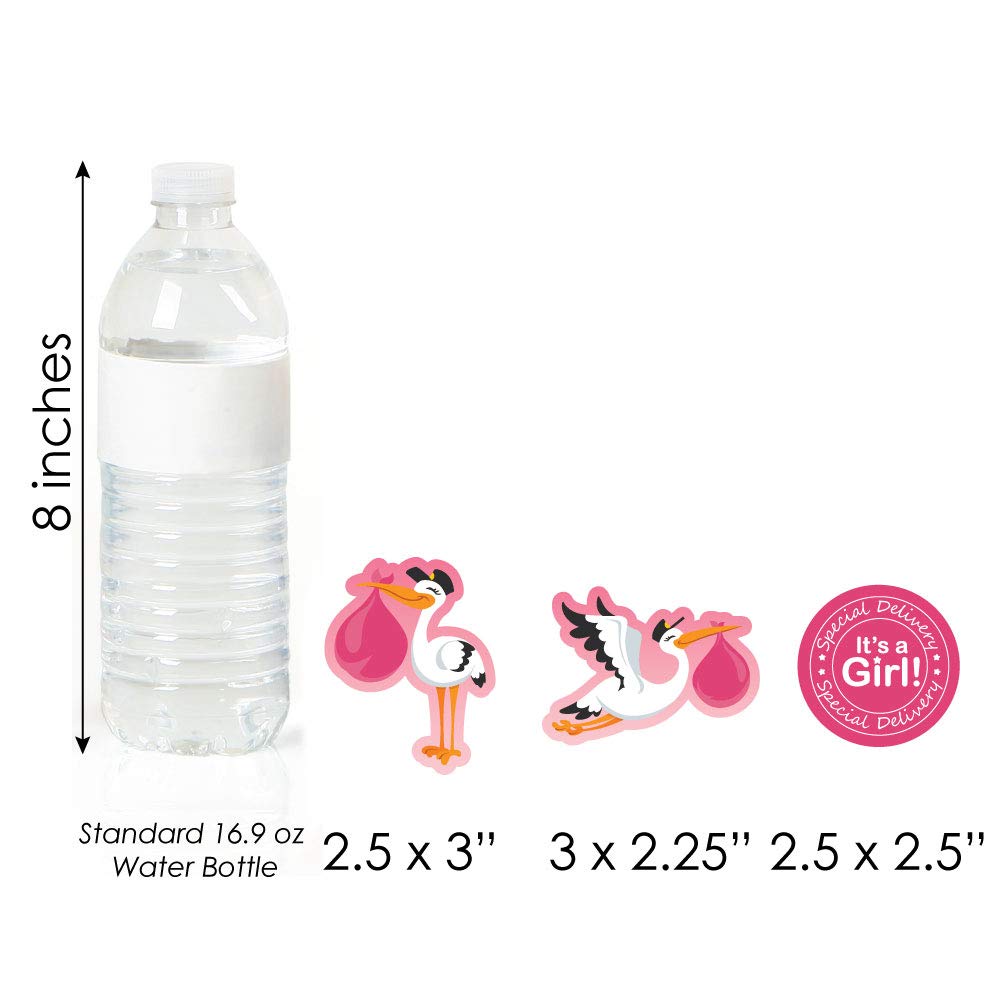 8 inches
Standard 16.9 oz
Water Bottle
2.5 x 3’’
3 x 2.25’’
2.5 x 2.5’’
Special Delivery
It's a
Girl!
Special Delivery